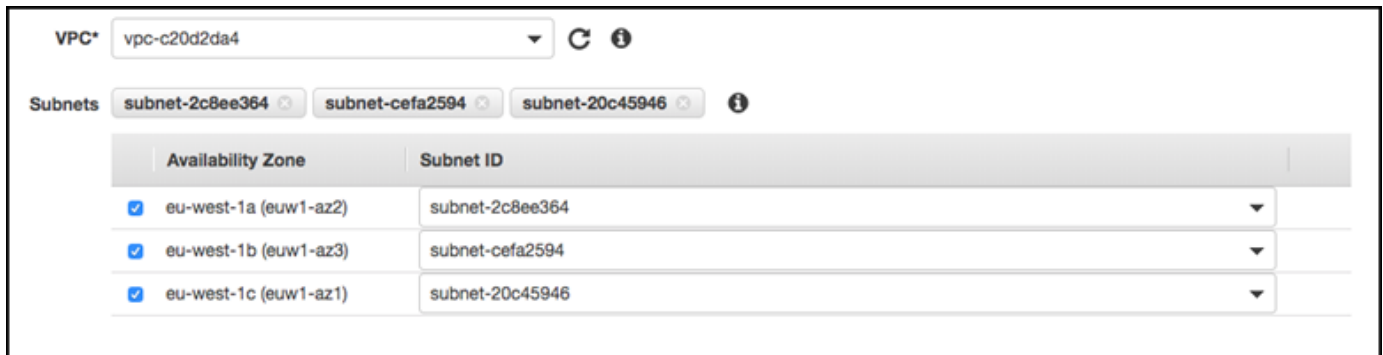 VPC* vpc-c20d2da4
Subnets subnet-2c8ee364 subnet-cefa2594 subnet-20c45946
Availability Zone Subnet ID
eu-west-1a (euw1-az2) subnet-2c8ee364
eu-west-1b (euw1-az3) subnet-cefa2594
eu-west-1c (euw1-az1) subnet-20c45946